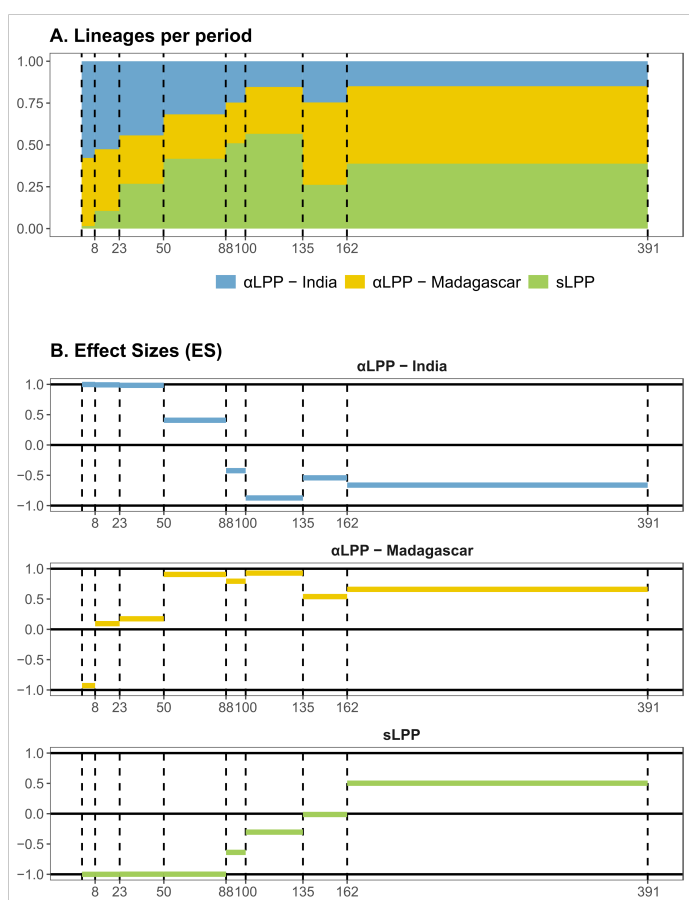 A. Lineages per period
1.00
0.75
0.50
0.25
0.00
8 23 50 88 100 135 162 391
αLPP − India αLPP − Madagascar sLPP
B. Effect Sizes (ES)
αLPP − India
1.0
0.5
0.0
−0.5
−1.0
8 23 50 88 100 135 162 391
αLPP − Madagascar
1.0
0.5
0.0
−0.5
−1.0
8 23 50 88 100 135 162 391
sLPP
1.0
0.5
0.0
−0.5
−1.0
8 23 50 88 100 135 162 391